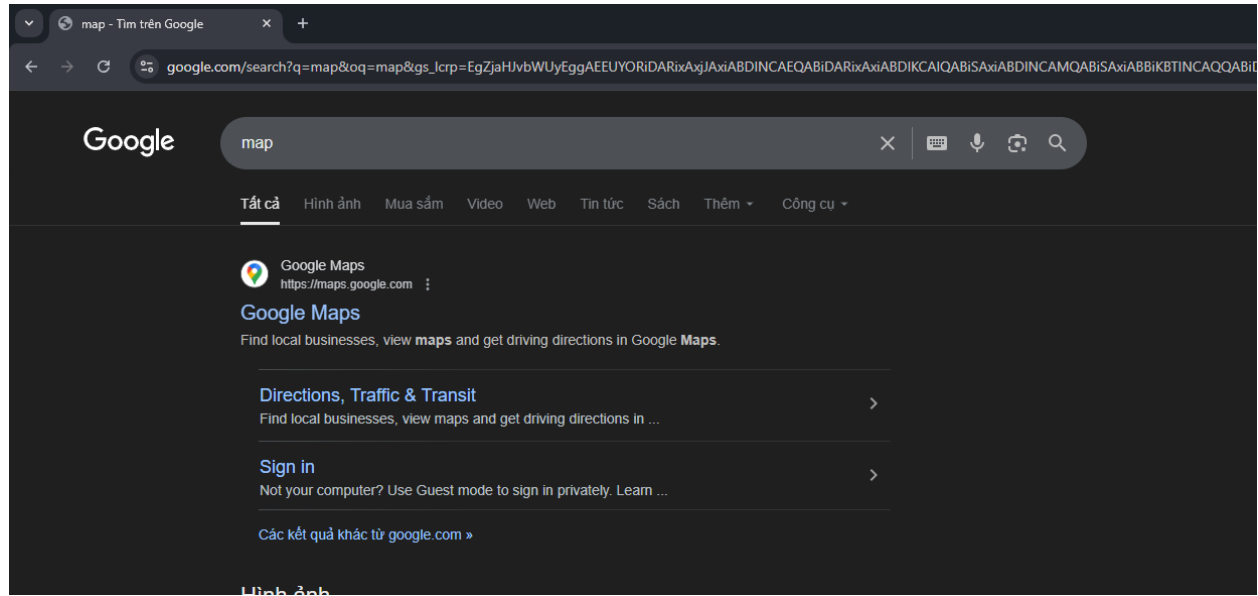 map - Tìm trên Google
google.com/search?q=map&oq=map&gs_lcrp=EgZjaHJvbWUyEggAEEUYORiDARixAxjJAxiABDINCAEQABiDARixAxiABDIKCAIQABiSAxiABDINCAMQABiSAxiABBiKBTINCAQQABiD
Google
map
Tất cả Hình ảnh Mua sắm Video Web Tin tức Sách Thêm Công cụ
Google Maps
https://maps.google.com
Google Maps
Find local businesses, view maps and get driving directions in Google Maps.
Directions, Traffic & Transit
Find local businesses, view maps and get driving directions in ...
Sign in
Not your computer? Use Guest mode to sign in privately. Learn ...
Các kết quả khác từ google.com »
Hình ảnh